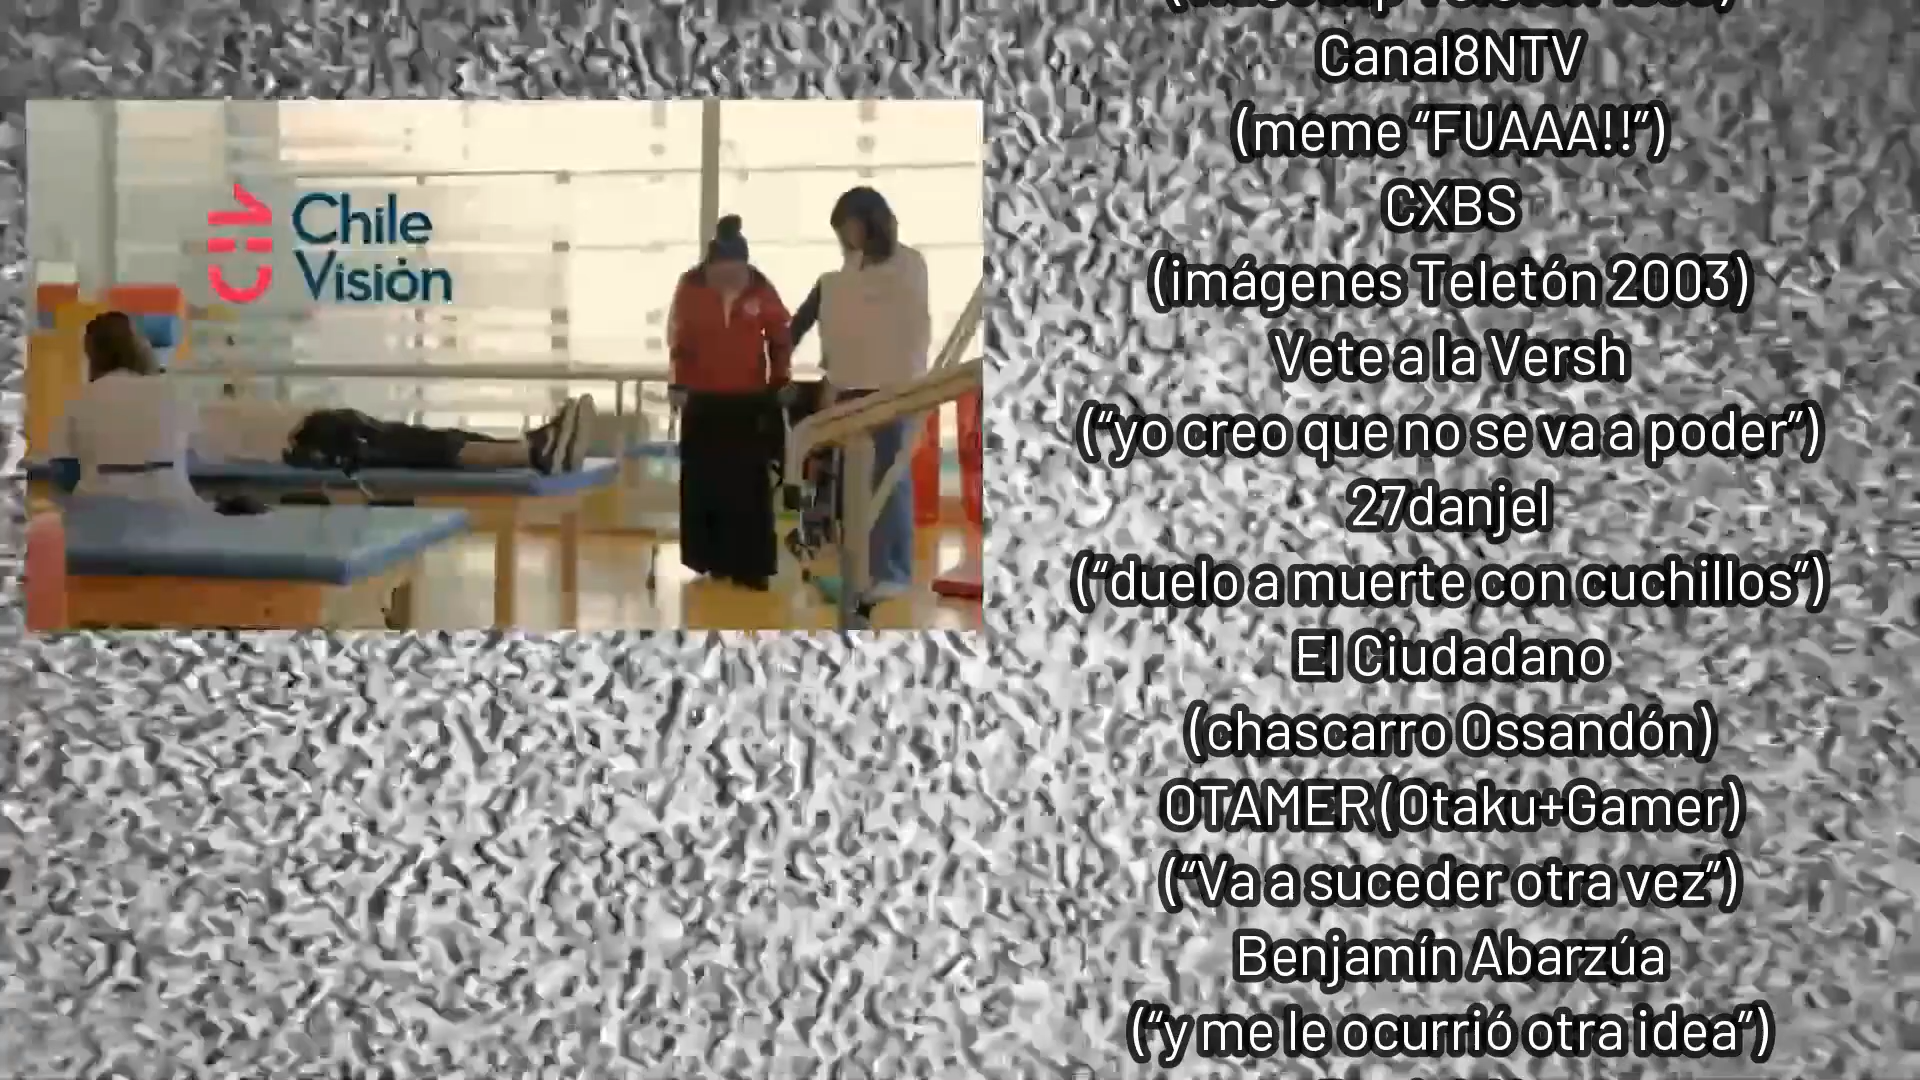 CHV
Chile
Visión
Canal8NTV
(meme “FUAAA!!”)
CXBS
(imágenes Teletón 2003)
Vete a la Versh
(“yo creo que no se va a poder”)
27danjel
(“duelo a muerte con cuchillos”)
El Ciudadano
(chascarro Ossandón)
OTAMER(Otaku+Gamer)
(“Va a suceder otra vez”)
Benjamín Abarzúa
(“y me le ocurrió otra idea”)